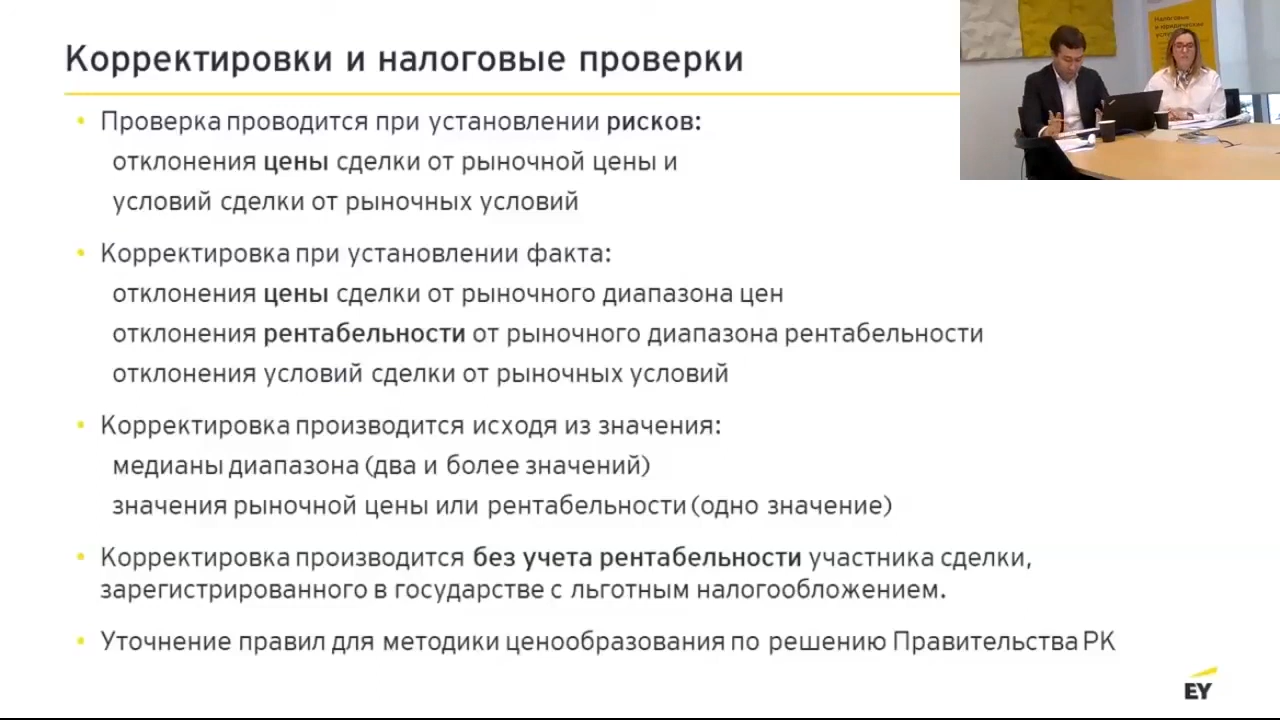 Корректировки и налоговые проверки
Проверка проводится при установлении рисков:
отклонения цены сделки от рыночной цены и
условий сделки от рыночных условий
Корректировка при установлении факта:
отклонения цены сделки от рыночного диапазона цен
отклонения рентабельности от рыночного диапазона рентабельности
отклонения условий сделки от рыночных условий
Корректировка производится исходя из значения:
медианы диапазона (два и более значений)
значения рыночной цены или рентабельности (одно значение)
Корректировка производится без учета рентабельности участника сделки,
зарегистрированного в государстве с льготным налогообложением.
Уточнение правил для методики ценообразования по решению Правительства РК
EY
Налоговые
и юридические
услуги